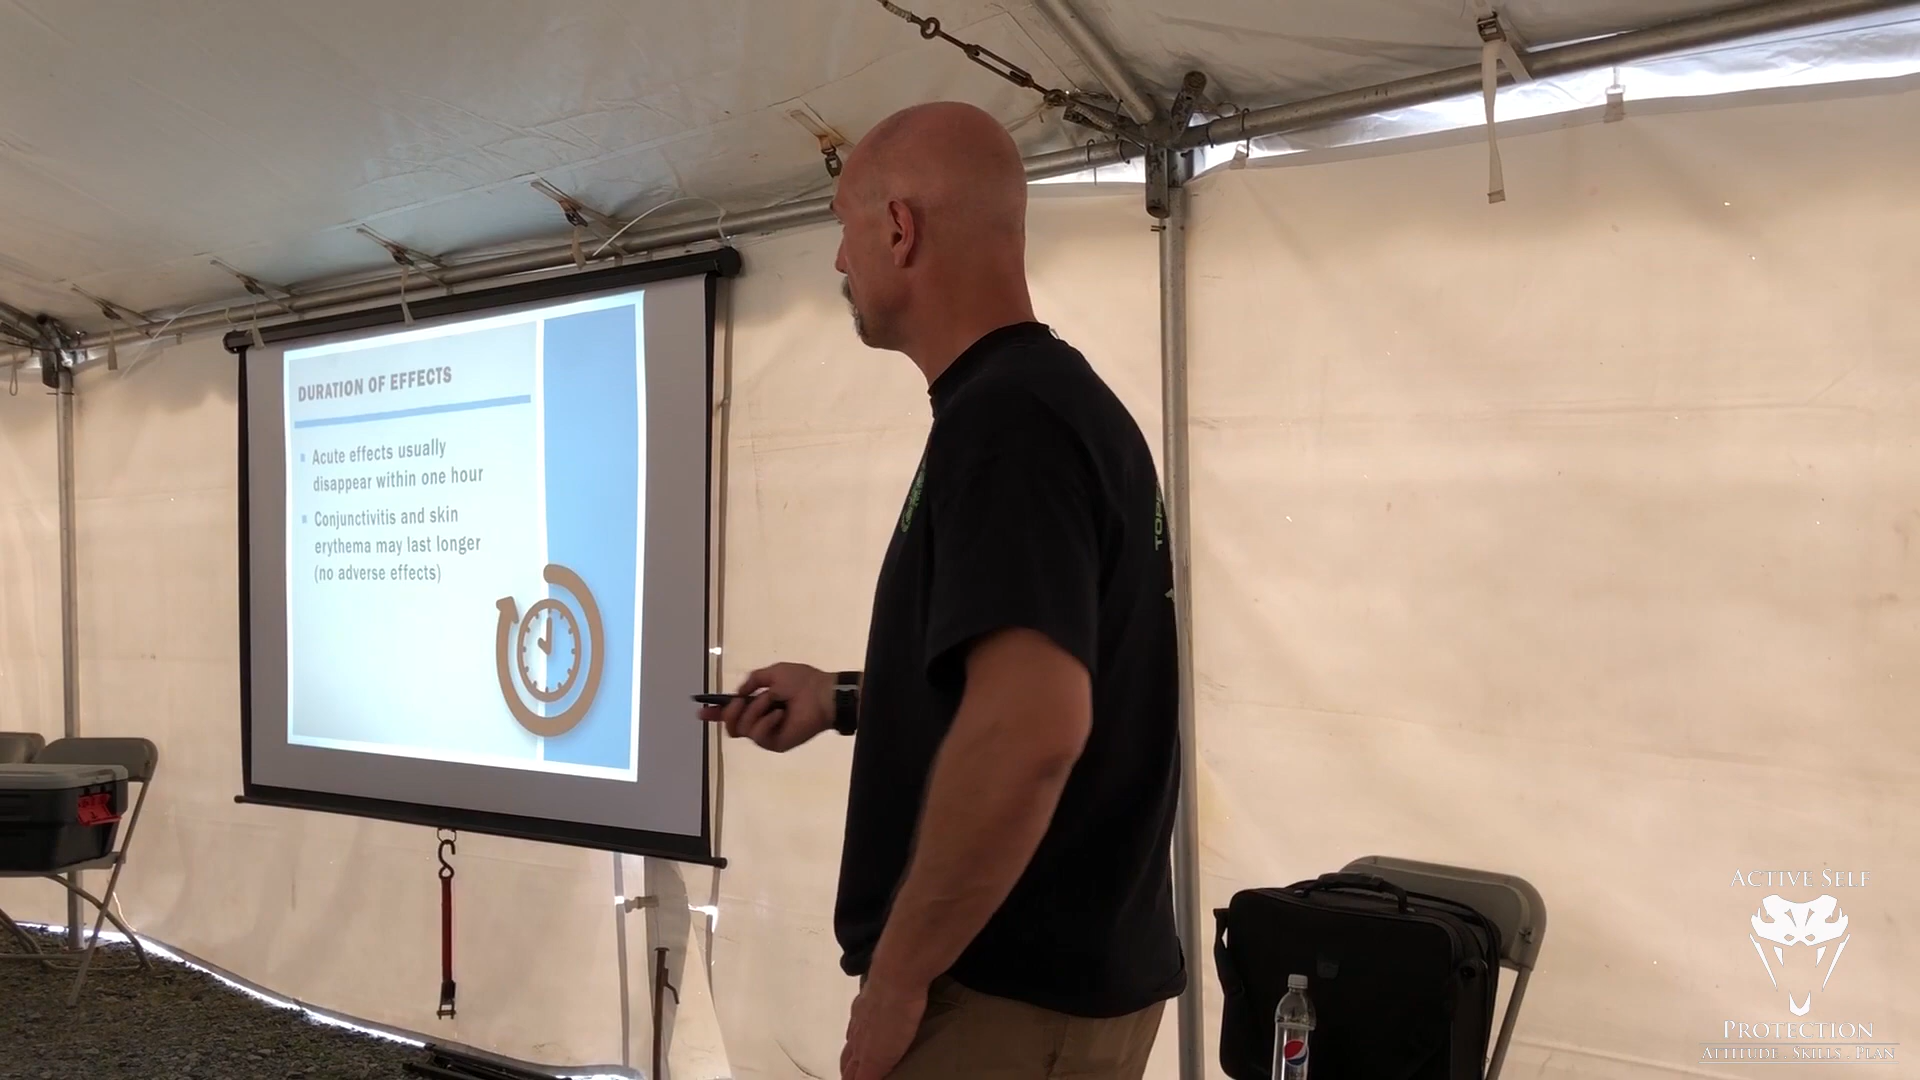 DURATION OF EFFECTS
Acute effects usually
disappear within one hour
Conjunctivitis and skin
erythema may last longer
(no adverse effects)
ACTIVE SELF
PROTECTION
ATTITUDE . SKILLS . PLAN